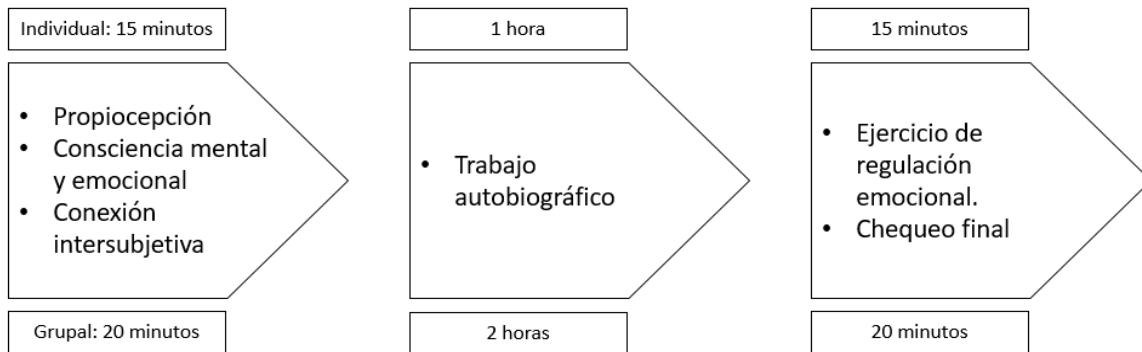 Individual: 15 minutos
1 hora
15 minutos
• Propiocepción
• Consciencia mental
y emocional
• Conexión
intersubjetiva
• Trabajo
autobiográfico
• Ejercicio de
regulación
emocional.
• Chequeo final
Grupal: 20 minutos
2 horas
20 minutos